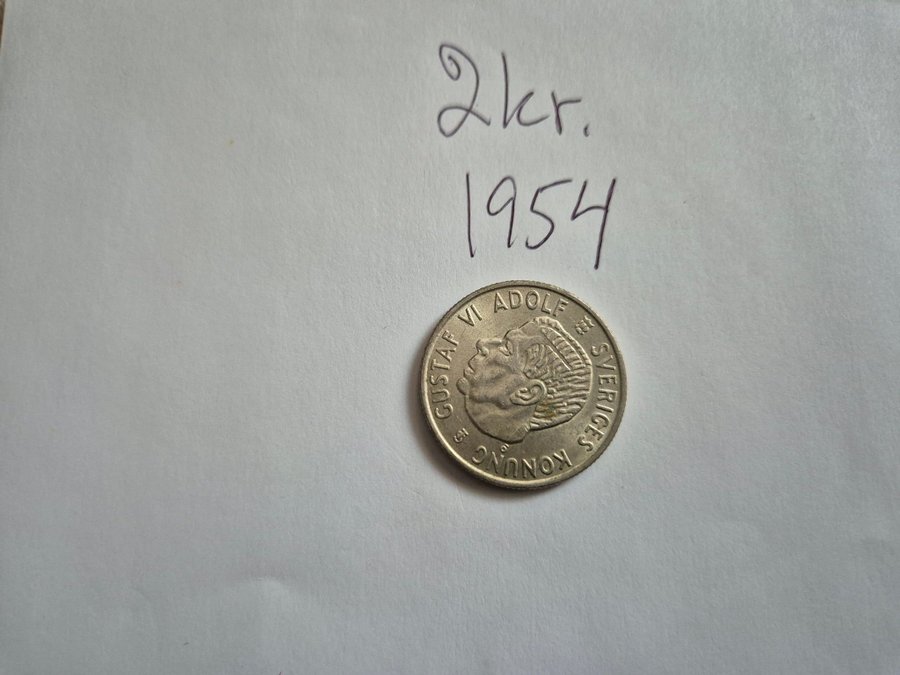 2kr.
1954
GUSTAF VI ADOLF SVERIGES KONUNG